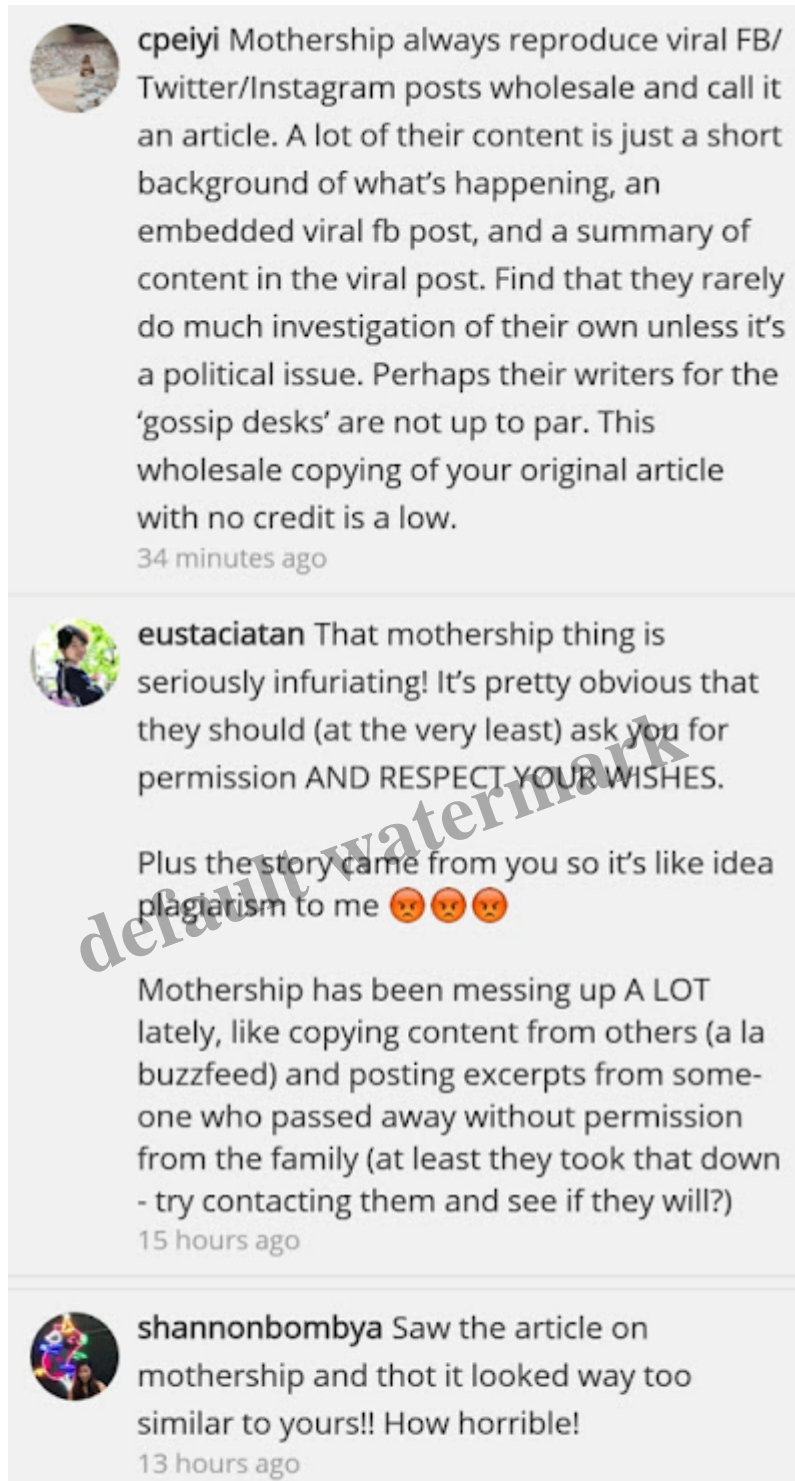 cpeiyi Mothership always reproduce viral FB/
Twitter/Instagram posts wholesale and call it
an article. A lot of their content is just a short
background of what's happening, an
embedded viral fb post, and a summary of
content in the viral post. Find that they rarely
do much investigation of their own unless it's
a political issue. Perhaps their writers for the
‘gossip desks’ are not up to par. This
wholesale copying of your original article
with no credit is a low.
34 minutes ago
eustaciatan That mothership thing is
seriously infuriating! It's pretty obvious that
they should (at the very least) ask you for
permission AND RESPECT YOUR WISHES.
Plus the story came from you so it's like idea
plagiarism to me 😡😡😡
default watermark
Mothership has been messing up A LOT
lately, like copying content from others (a la
buzzfeed) and posting excerpts from some-
one who passed away without permission
from the family (at least they took that down
- try contacting them and see if they will?)
15 hours ago
shannonbombya Saw the article on
mothership and thot it looked way too
similar to yours!! How horrible!
13 hours ago